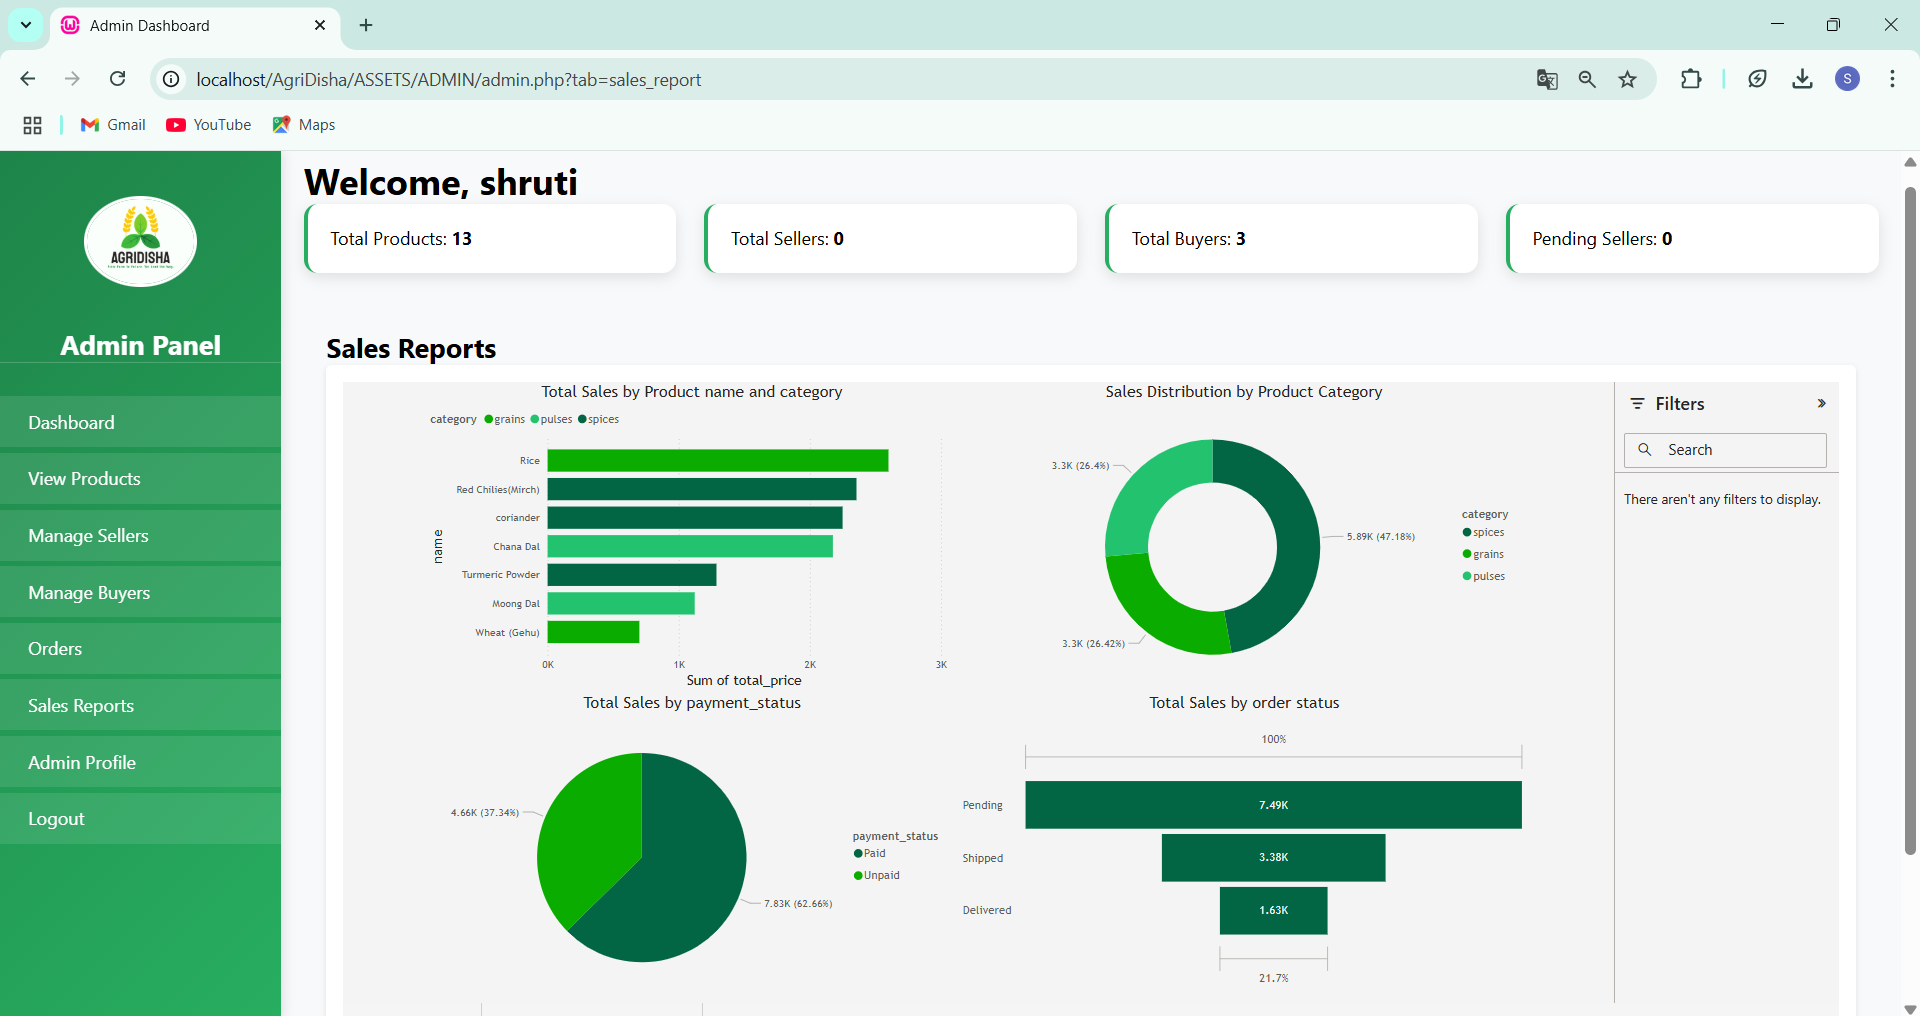 Admin Dashboard
localhost/AgriDisha/ASSETS/ADMIN/admin.php?tab=sales_report
S
Gmail
YouTube
Maps
AGRIDISHA
Admin Panel
Dashboard
View Products
Manage Sellers
Manage Buyers
Orders
Sales Reports
Admin Profile
Logout
Welcome, shruti
Total Products: 13
Total Sellers: 0
Total Buyers: 3
Pending Sellers: 0
Sales Reports
Total Sales by Product name and category
category grains pulses spices
name
Rice
Red Chilies(Mirch)
coriander
Chana Dal
Turmeric Powder
Moong Dal
Wheat (Gehu)
0K 1K 2K 3K
Sum of total_price
Sales Distribution by Product Category
3.3K (26.4%)
5.89K (47.18%)
3.3K (26.42%)
category
spices
grains
pulses
Filters
Search
There aren't any filters to display.
Total Sales by payment_status
4.66K (37.34%)
7.83K (62.66%)
payment_status
Paid
Unpaid
Total Sales by order status
100%
Pending 7.49K
Shipped 3.38K
Delivered 1.63K
21.7%